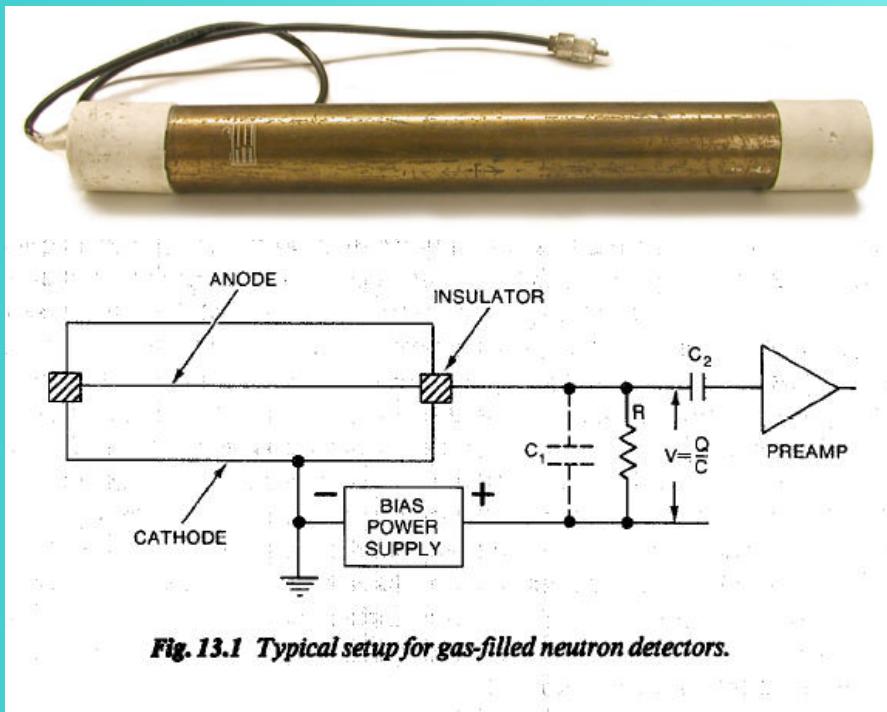 ANODE
INSULATOR
C2
R
C1
V=Q/C
PREAMP
− BIAS +
POWER
SUPPLY
CATHODE
Fig. 13.1 Typical setup for gas-filled neutron detectors.